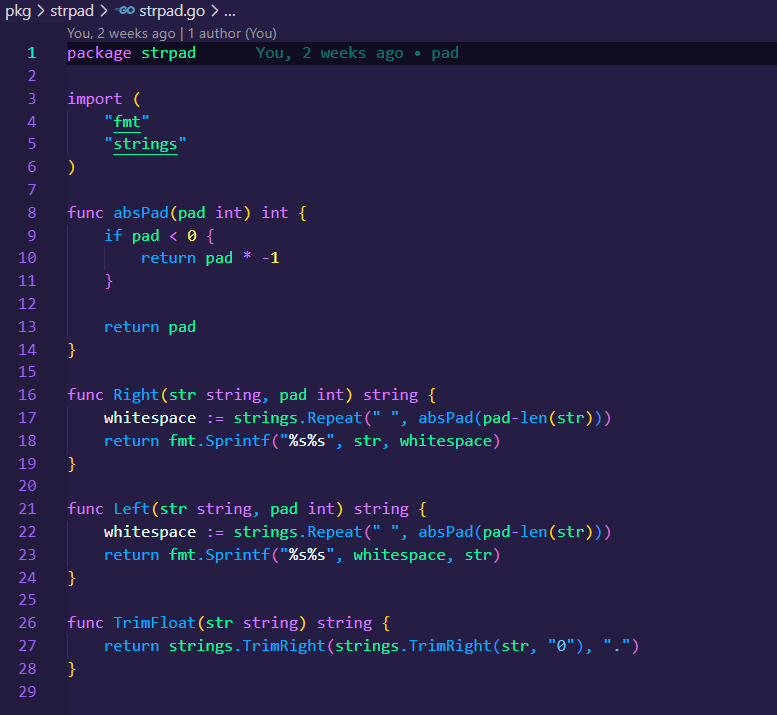 pkg > strpad > GO strpad.go > ...
You, 2 weeks ago | 1 author (You)
1 package strpad You, 2 weeks ago • pad
2
3 import (
4 "fmt"
5 "strings"
6 )
7
8 func absPad(pad int) int {
9 if pad < 0 {
10 return pad * -1
11 }
12
13 return pad
14 }
15
16 func Right(str string, pad int) string {
17 whitespace := strings.Repeat(" ", absPad(pad-len(str)))
18 return fmt.Sprintf("%s%s", str, whitespace)
19 }
20
21 func Left(str string, pad int) string {
22 whitespace := strings.Repeat(" ", absPad(pad-len(str)))
23 return fmt.Sprintf("%s%s", whitespace, str)
24 }
25
26 func TrimFloat(str string) string {
27 return strings.TrimRight(strings.TrimRight(str, "0"), ".")
28 }
29